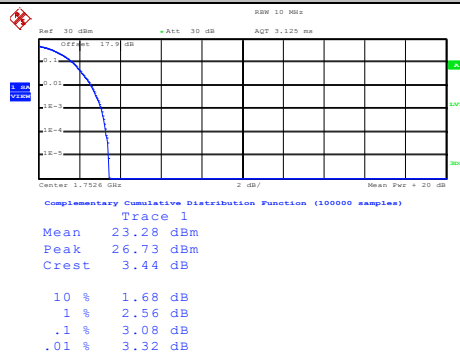 RBW 10 MHz
Ref 30 dBm * Att 30 dB AQT 3.125 ms
Offset 17.9 dB
0.1
A
0.01
1 SA
VIEW
1E-3
1E-4
1E-5
Center 1.7526 GHz 2 dB/ Mean Pwr + 20 dB
Complementary Cumulative Distribution Function (100000 samples)
Trace 1
Mean 23.28 dBm
Peak 26.73 dBm
Crest 3.44 dB
10 % 1.68 dB
1 % 2.56 dB
.1 % 3.08 dB
.01 % 3.32 dB